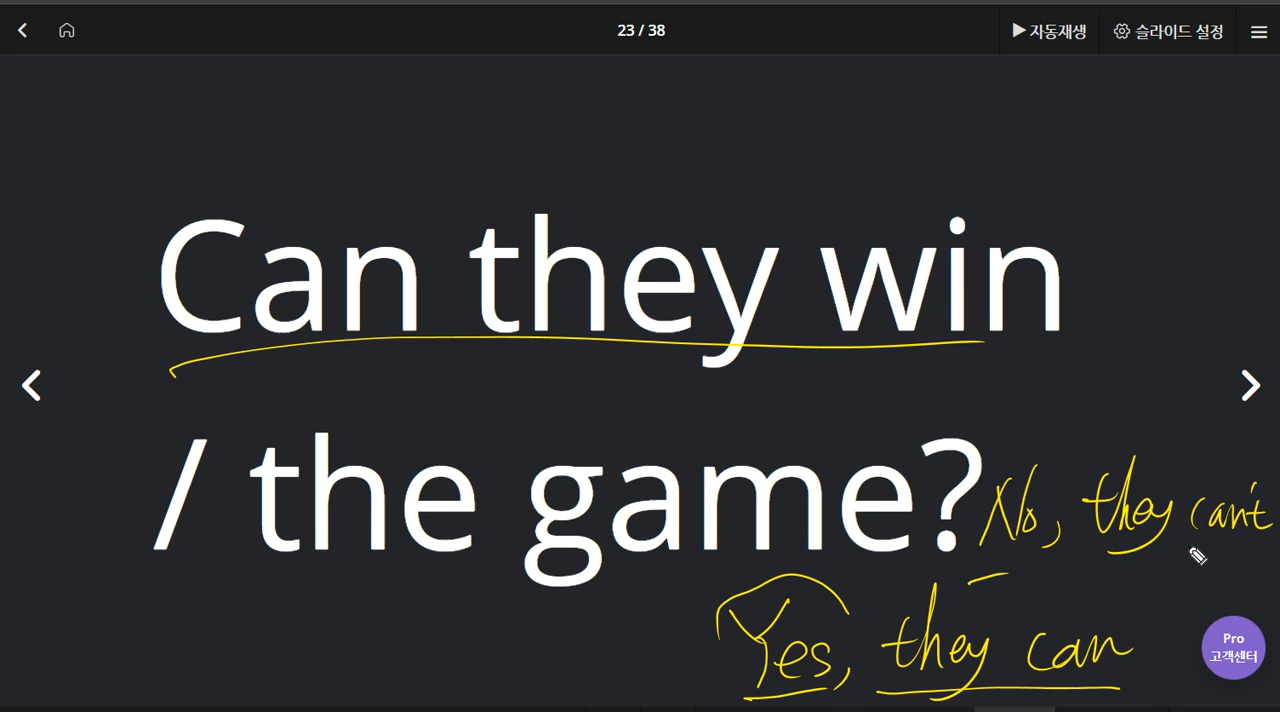 23 / 38
자동재생
슬라이드 설정
Can they win
/ the game?
No, they can't
Yes, they can
Pro
고객센터